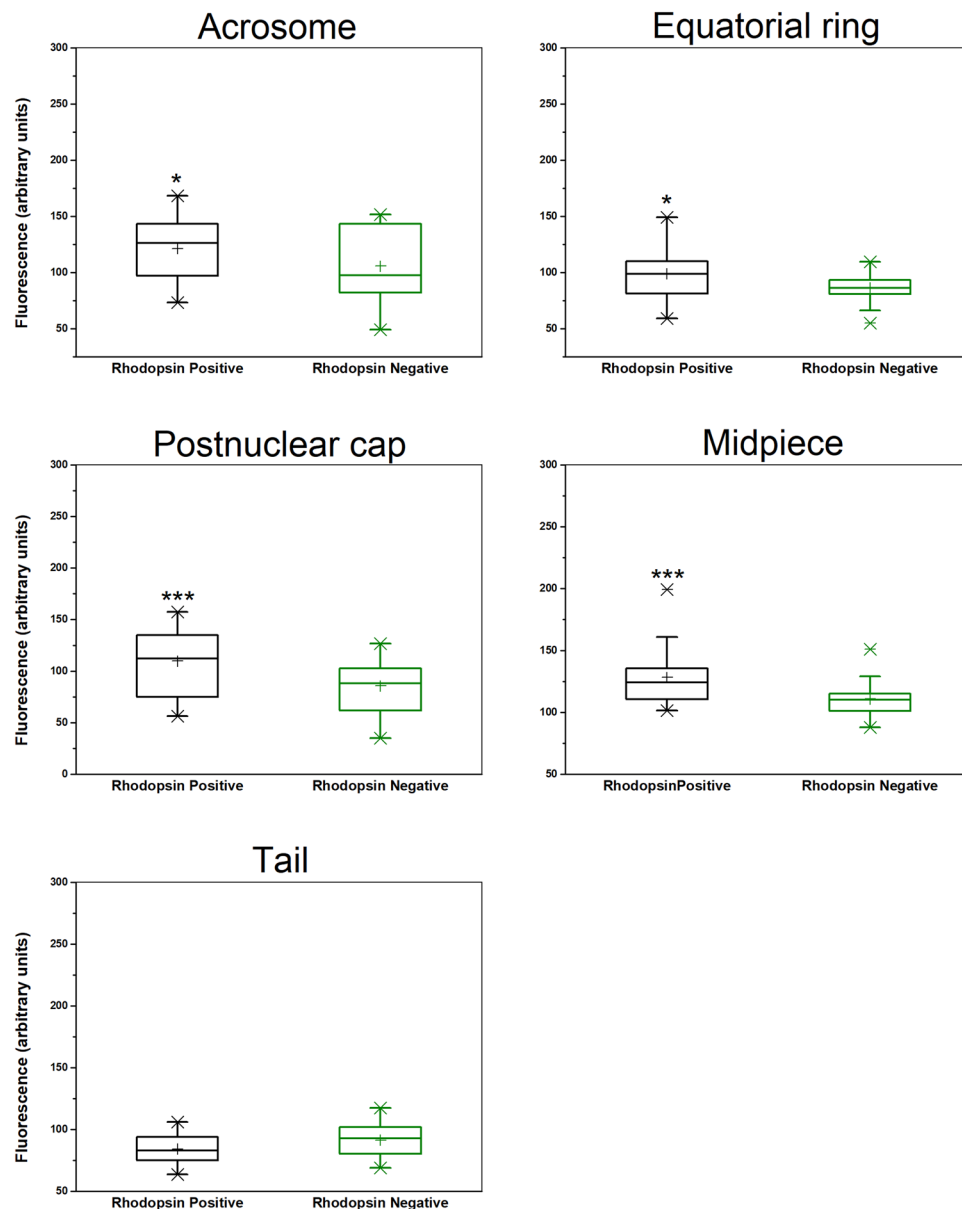 Acrosome
Fluorescence (arbitrary units)
300
250
200
150
100
50
*
Rhodopsin Positive
Rhodopsin Negative
Equatorial ring
300
250
200
150
100
50
*
Rhodopsin Positive
Rhodopsin Negative
Postnuclear cap
Fluorescence (arbitrary units)
300
250
200
150
100
50
0
***
Rhodopsin Positive
Rhodopsin Negative
Midpiece
300
250
200
150
100
50
***
RhodopsinPositive
Rhodopsin Negative
Tail
Fluorescence (arbitrary units)
300
250
200
150
100
50
Rhodopsin Positive
Rhodopsin Negative